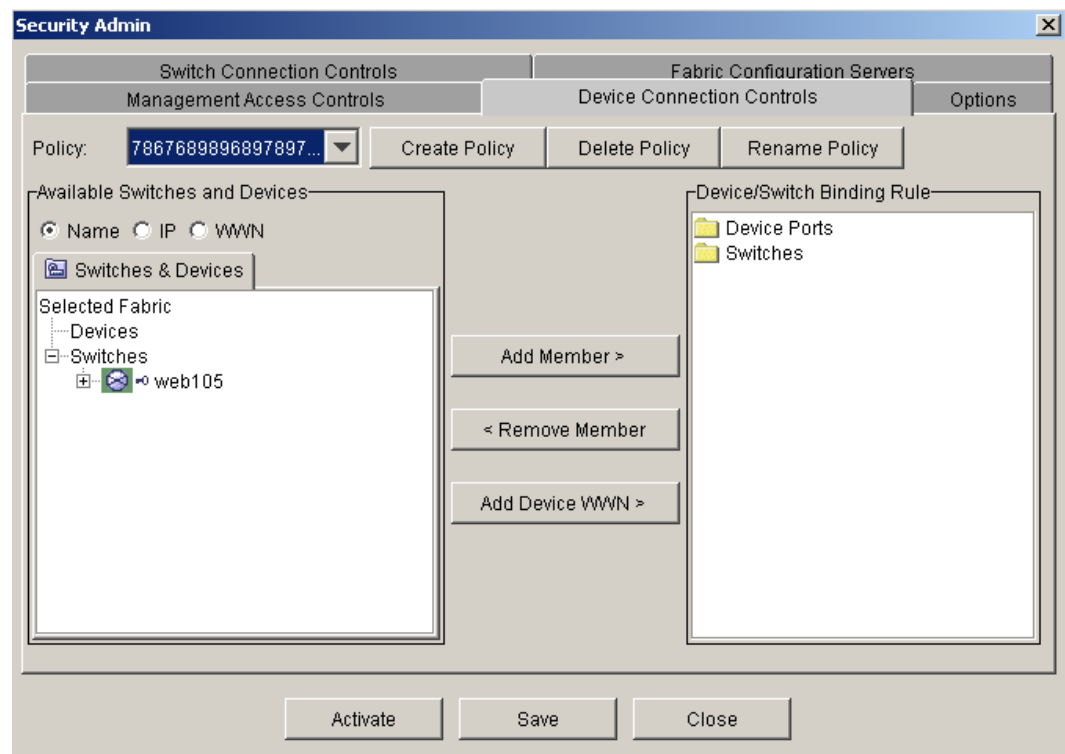 Security Admin
Switch Connection Controls
Fabric Configuration Servers
Management Access Controls
Device Connection Controls
Options
Policy:
7867689896897897...
Create Policy
Delete Policy
Rename Policy
Available Switches and Devices
Name
IP
WWN
Switches & Devices
Selected Fabric
Devices
Switches
web105
Add Member >
< Remove Member
Add Device WWN >
Device/Switch Binding Rule
Device Ports
Switches
Activate
Save
Close